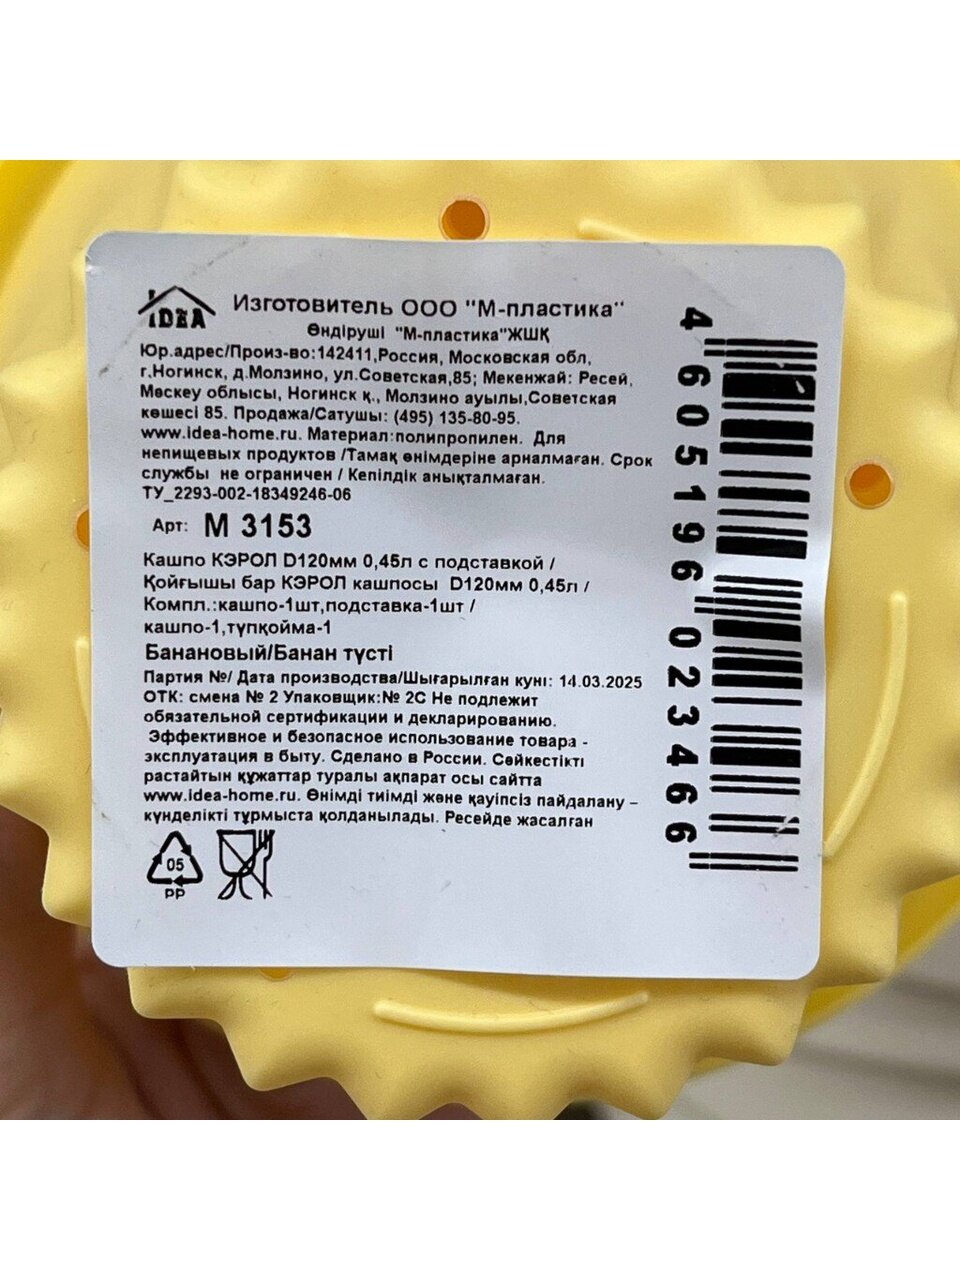 IDEA
Изготовитель ООО "М-пластика"
Өндіруші "М-пластика"ЖШҚ
Юр.адрес/Произ-во:142411,Россия, Московская обл,
г.Ногинск, д.Молзино, ул.Советская,85; Мекенжай: Ресей,
Мәскеу облысы, Ногинск қ., Молзино ауылы,Советская
көшесі 85. Продажа/Сатушы: (495) 135-80-95.
www.idea-home.ru. Материал:полипропилен. Для
непищевых продуктов /Тамақ өнімдеріне арналмаған. Срок
службы не ограничен / Кепілдік анықталмаған.
ТУ_2293-002-18349246-06
Арт: М 3153
Кашпо КЭРОЛ D120мм 0,45л с подставкой /
Қойғышы бар КЭРОЛ кашпосы D120мм 0,45л /
Компл.:кашпо-1шт,подставка-1шт /
кашпо-1,түпқойма-1
Банановый/Банан түсті
Партия №/ Дата производства/Шығарылған куні: 14.03.2025
ОТК: смена № 2 Упаковщик:№ 2С Не подлежит
обязательной сертификации и декларированию.
Эффективное и безопасное использование товара -
эксплуатация в быту. Сделано в России. Сәйкестікті
растайтын құжаттар туралы ақпарат осы сайтта
www.idea-home.ru. Өнімді тиімді және қауіпсіз пайдалану –
күнделікті тұрмыста қолданылады. Ресейде жасалған
05
PP
4605196023466